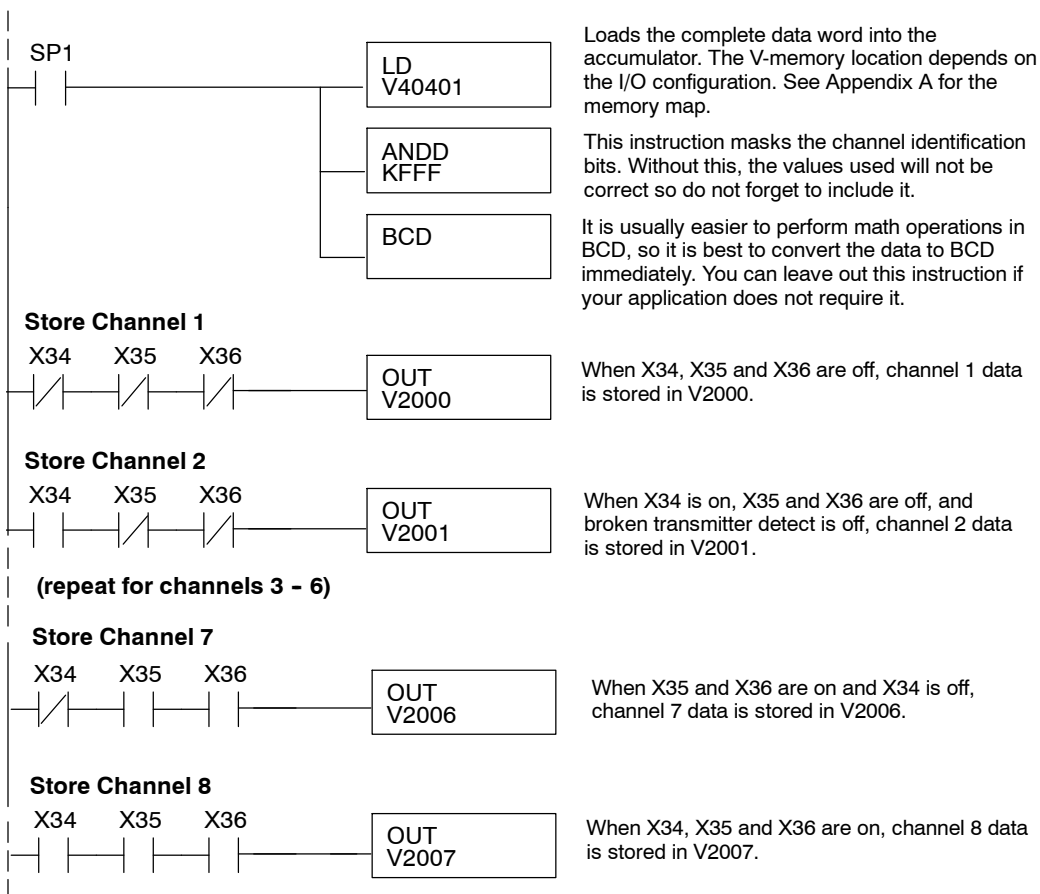 SP1
LD
V40401
Loads the complete data word into the
accumulator. The V-memory location depends on
the I/O configuration. See Appendix A for the
memory map.
ANDD
KFFF
This instruction masks the channel identification
bits. Without this, the values used will not be
correct so do not forget to include it.
BCD
It is usually easier to perform math operations in
BCD, so it is best to convert the data to BCD
immediately. You can leave out this instruction if
your application does not require it.
Store Channel 1
X34 X35 X36
OUT
V2000
When X34, X35 and X36 are off, channel 1 data
is stored in V2000.
Store Channel 2
X34 X35 X36
OUT
V2001
When X34 is on, X35 and X36 are off, and
broken transmitter detect is off, channel 2 data
is stored in V2001.
(repeat for channels 3 - 6)
Store Channel 7
X34 X35 X36
OUT
V2006
When X35 and X36 are on and X34 is off,
channel 7 data is stored in V2006.
Store Channel 8
X34 X35 X36
OUT
V2007
When X34, X35 and X36 are on, channel 8 data
is stored in V2007.